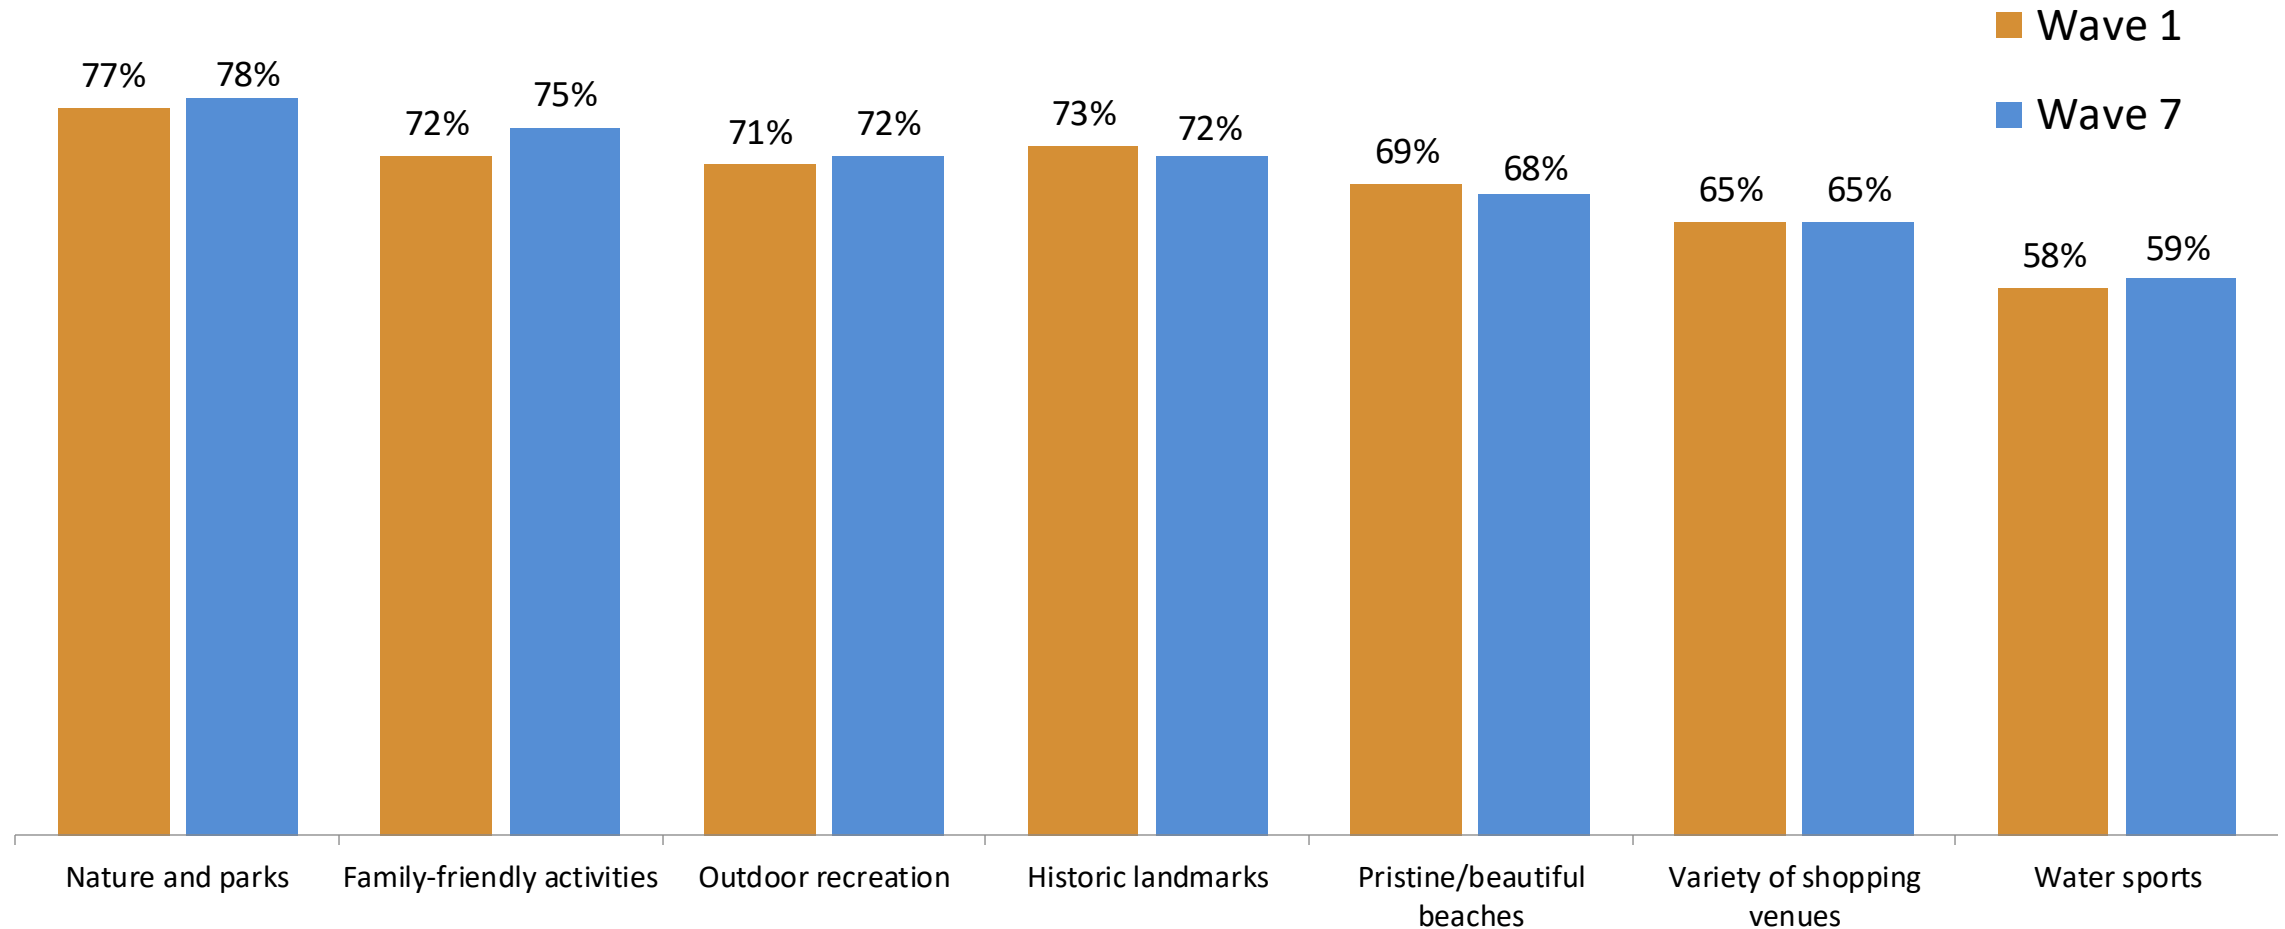 Wave 1
Wave 7
77%
78%
72%
75%
71%
72%
73%
72%
69%
68%
65%
65%
58%
59%
Nature and parks
Family-friendly activities
Outdoor recreation
Historic landmarks
Pristine/beautiful
beaches
Variety of shopping
venues
Water sports